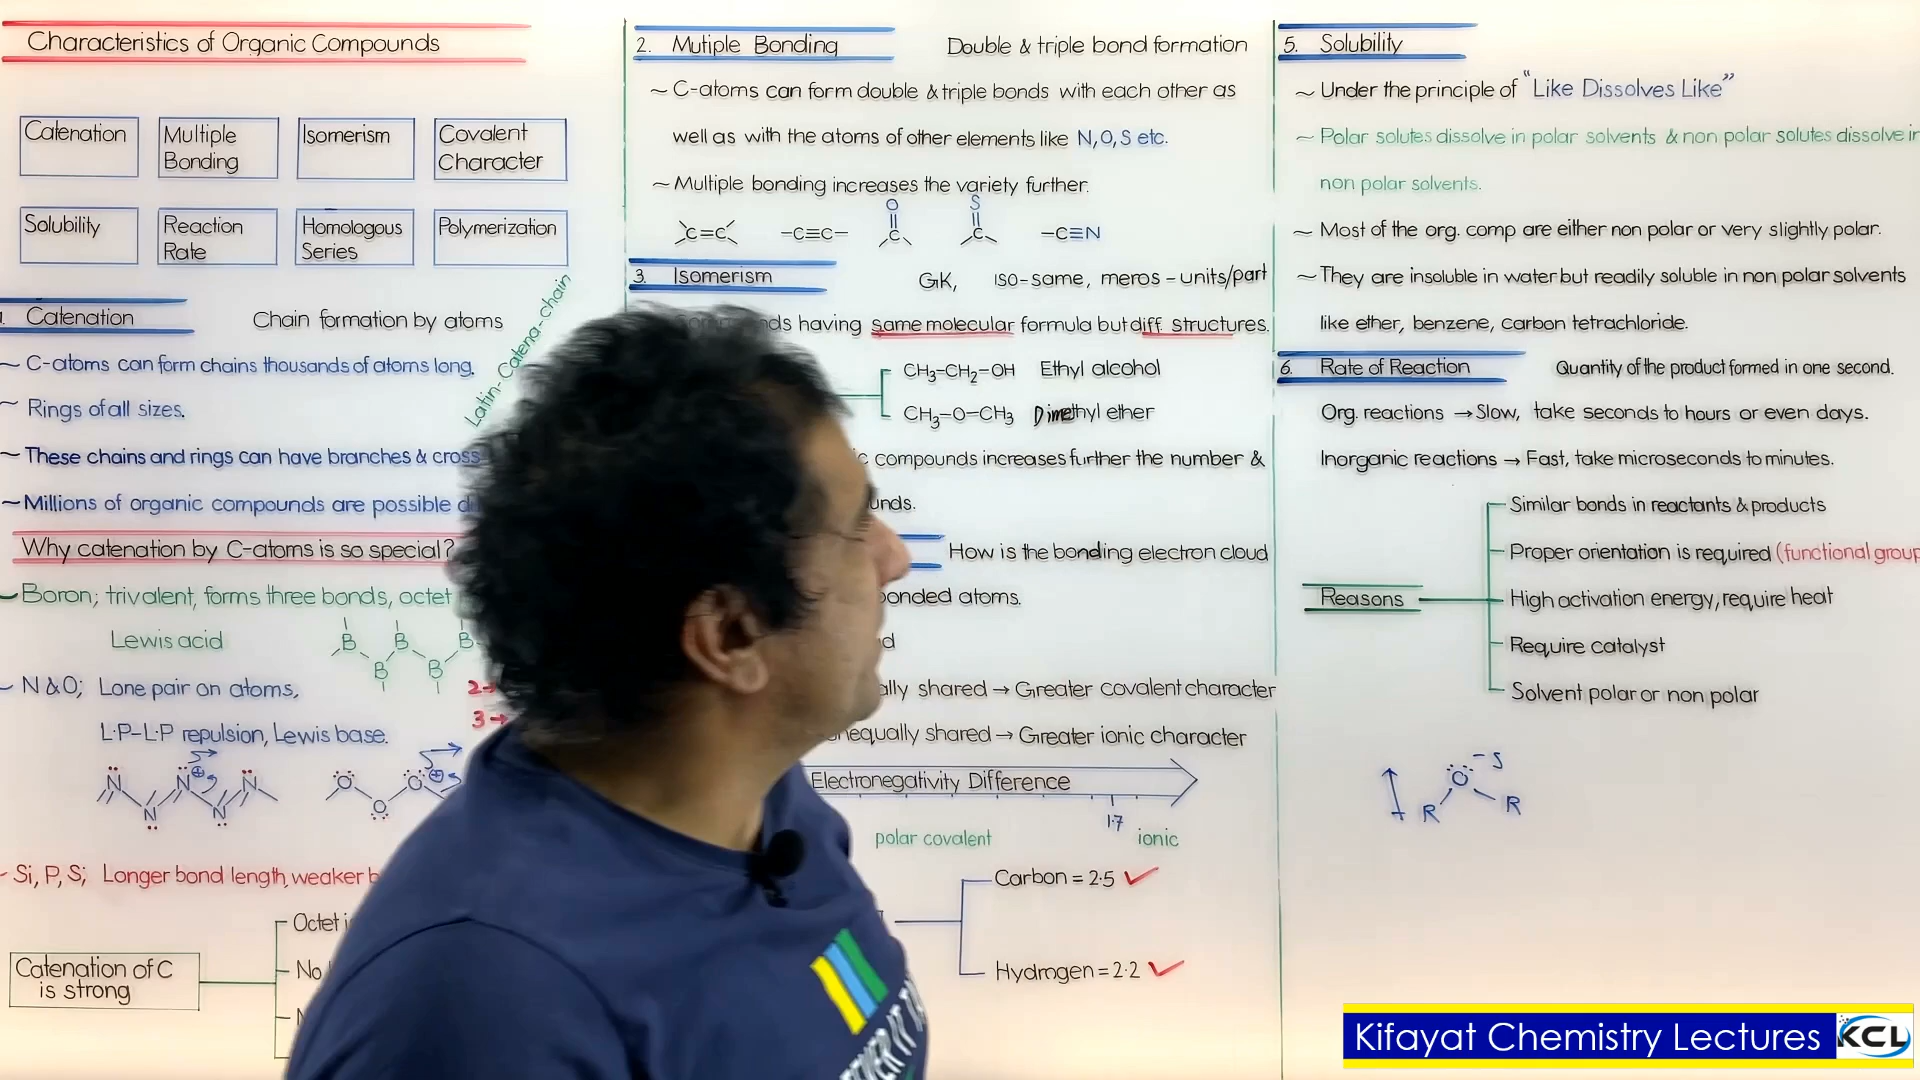 Characteristics of Organic Compounds
Catenation
Multiple
Bonding
Isomerism
Covalent
Character
Solubility
Reaction
Rate
Homologous
Series
Polymerization
1. Catenation
Chain formation by atoms
Latin-Catena-chain
~ C-atoms can form chains thousands of atoms long.
~ Rings of all sizes.
~ These chains and rings can have branches & cross
~ Millions of organic compounds are possible
Why catenation by C-atoms is so special?
~ Boron; trivalent, forms three bonds, octet
Lewis acid
B B B
B B
~ N & O; Lone pair on atoms,
2→
3→
L·P-L·P repulsion, Lewis base.
N N ⊕ N O O ⊕
N N O
- Si, P, S; Longer bond length, weaker
Catenation of C
is strong
Octet
No
2. Mutiple Bonding
Double & triple bond formation
~ C-atoms can form double & triple bonds with each other as
well as with the atoms of other elements like N, O, S etc.
~ Multiple bonding increases the variety further.
O S
C=C -C≡C- C C -C≡N
3. Isomerism
GK, iso-same, meros-units/part
having same molecular formula but diff structures.
CH3-CH2-OH Ethyl alcohol
CH3-O-CH3 Dimethyl ether
compounds increases further the number &
How is the bonding electron cloud
bonded atoms.
shared → Greater covalent character
unequally shared → Greater ionic character
Electronegativity Difference
1·7
polar covalent
ionic
Carbon = 2·5 ✓
Hydrogen = 2·2 ✓
5. Solubility
~ Under the principle of "Like Dissolves Like"
~ Polar solutes dissolve in polar solvents & non polar solutes dissolve in
non polar solvents.
~ Most of the org. comp are either non polar or very slightly polar.
~ They are insoluble in water but readily soluble in non polar solvents
like ether, benzene, carbon tetrachloride.
6. Rate of Reaction
Quantity of the product formed in one second.
Org. reactions → Slow, take seconds to hours or even days.
Inorganic reactions → Fast, take microseconds to minutes.
Reasons
Similar bonds in reactants & products
Proper orientation is required (functional group
High activation energy, require heat
Require catalyst
Solvent polar or non polar
O -δ
R R
Kifayat Chemistry Lectures KCL